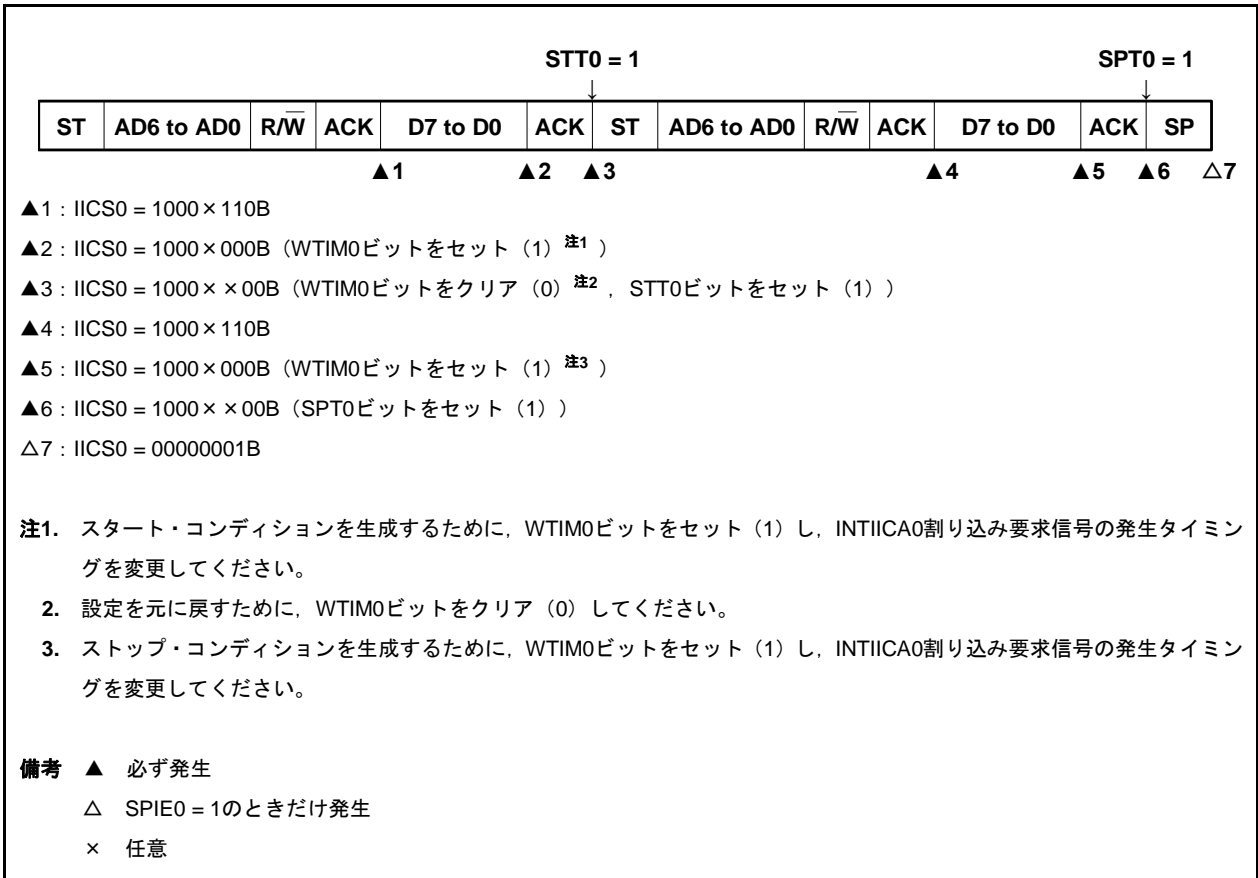 STT0 = 1 SPT0 = 1
↓ ↓
ST AD6 to AD0 R/W̅ ACK D7 to D0 ACK ST AD6 to AD0 R/W̅ ACK D7 to D0 ACK SP
▲1 ▲2 ▲3 ▲4 ▲5 ▲6 △7
▲1：IICS0 = 1000×110B
▲2：IICS0 = 1000×000B（WTIM0ビットをセット（1）注1）
▲3：IICS0 = 1000××00B（WTIM0ビットをクリア（0）注2，STT0ビットをセット（1））
▲4：IICS0 = 1000×110B
▲5：IICS0 = 1000×000B（WTIM0ビットをセット（1）注3）
▲6：IICS0 = 1000××00B（SPT0ビットをセット（1））
△7：IICS0 = 00000001B
注1. スタート・コンディションを生成するために，WTIM0ビットをセット（1）し，INTIICA0割り込み要求信号の発生タイミン
グを変更してください。
2. 設定を元に戻すために，WTIM0ビットをクリア（0）してください。
3. ストップ・コンディションを生成するために，WTIM0ビットをセット（1）し，INTIICA0割り込み要求信号の発生タイミン
グを変更してください。
備考 ▲ 必ず発生
△ SPIE0 = 1のときだけ発生
× 任意